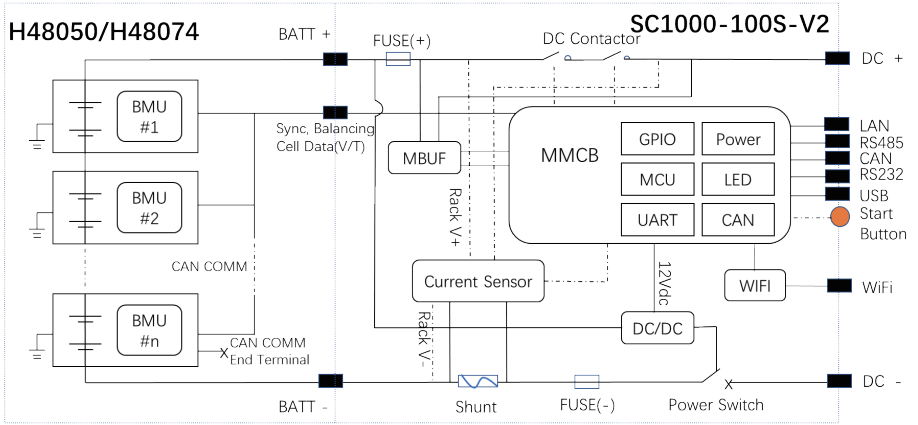 H48050/H48074
SC1000-100S-V2
BATT +
FUSE(+)
DC Contactor
DC +
BMU
#1
Sync, Balancing
Cell Data(V/T)
MBUF
MMCB
GPIO
Power
MCU
LED
UART
CAN
LAN
RS485
CAN
RS232
USB
Start
Button
BMU
#2
Rack V+
CAN COMM
Current Sensor
12Vdc
WIFI
WiFi
BMU
#n
Rack V-
DC/DC
CAN COMM
End Terminal
BATT -
Shunt
FUSE(-)
Power Switch
DC -